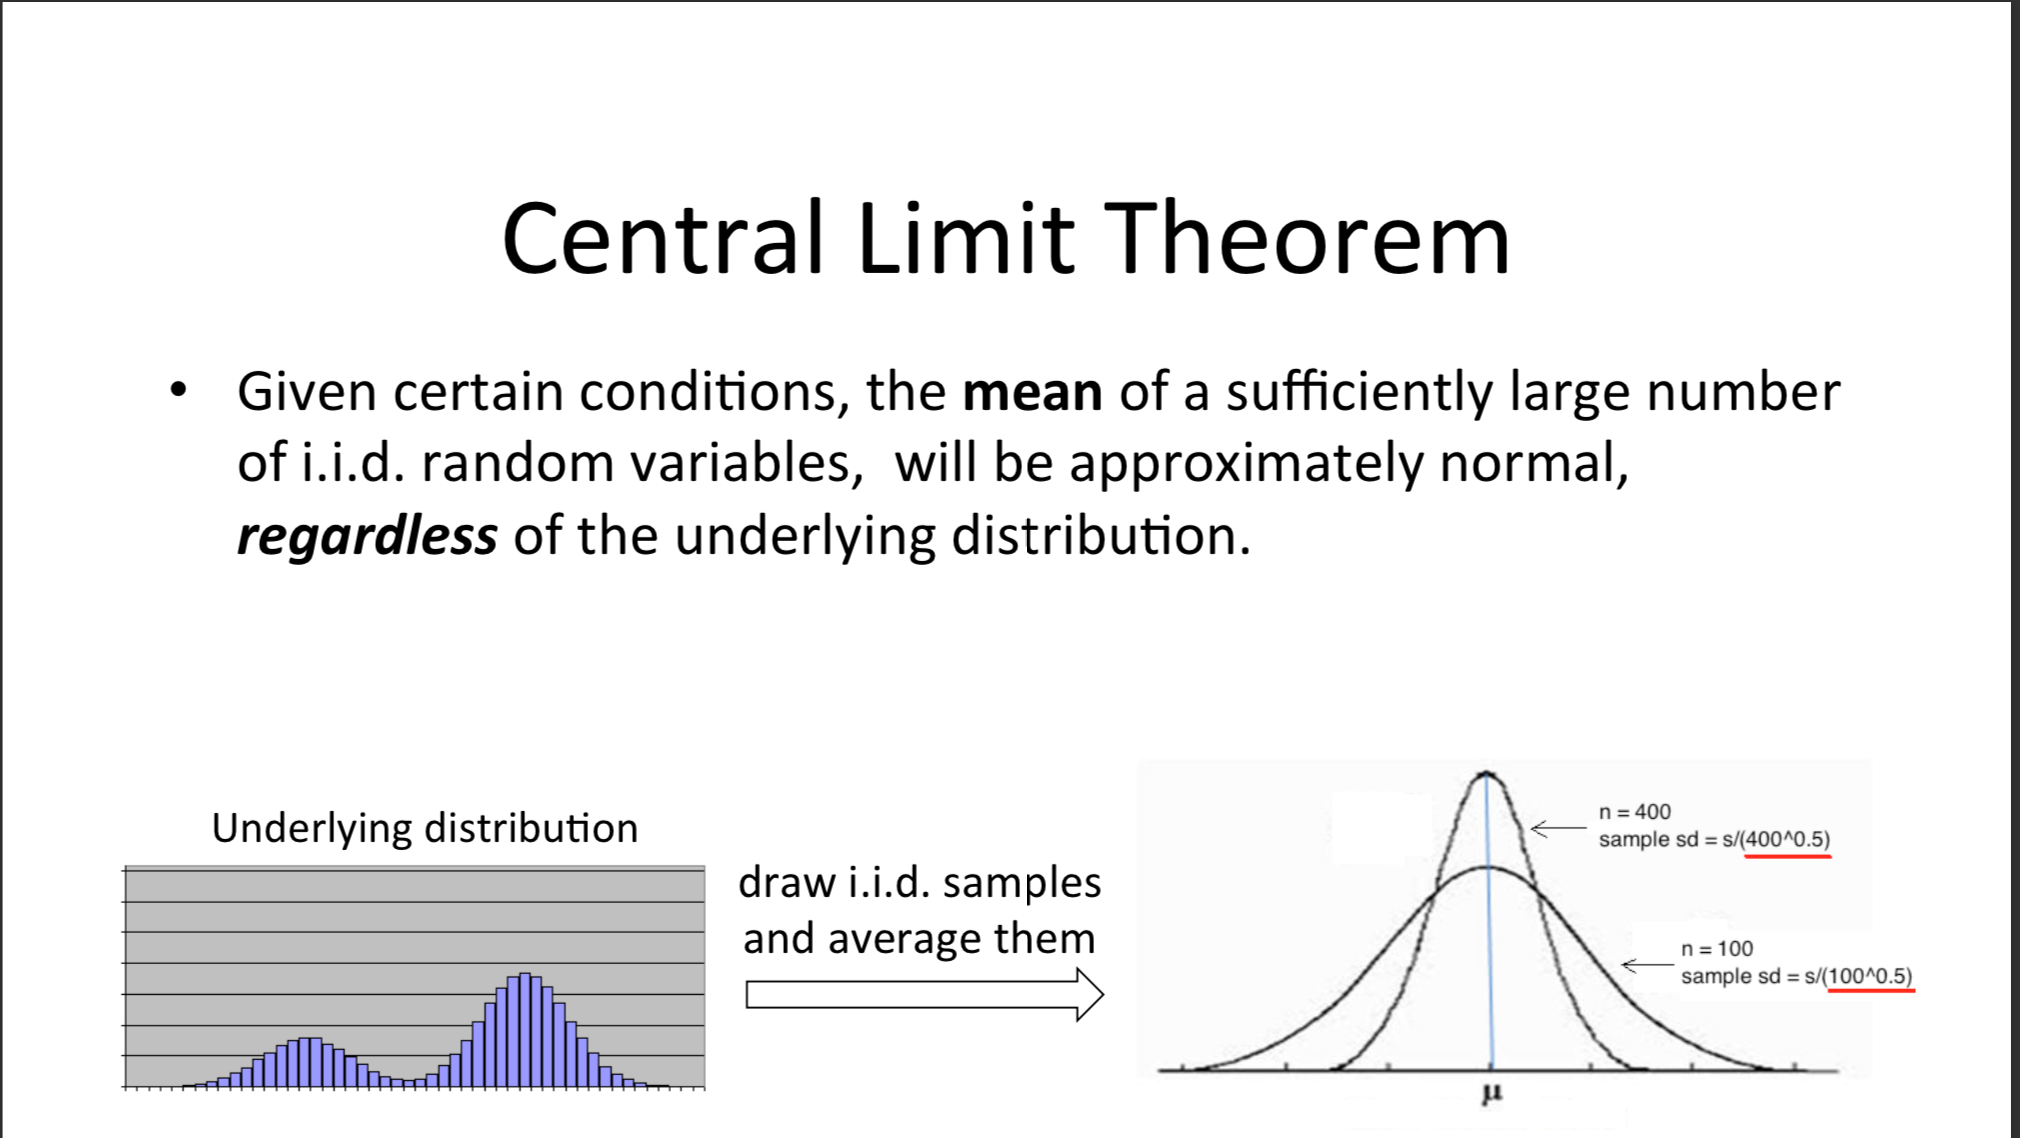 Central Limit Theorem
• Given certain conditions, the mean of a sufficiently large number
of i.i.d. random variables,  will be approximately normal,
regardless of the underlying distribution.
Underlying distribution
draw i.i.d. samples
and average them
n = 400
sample sd = s/(400^0.5)
n = 100
sample sd = s/(100^0.5)
μ